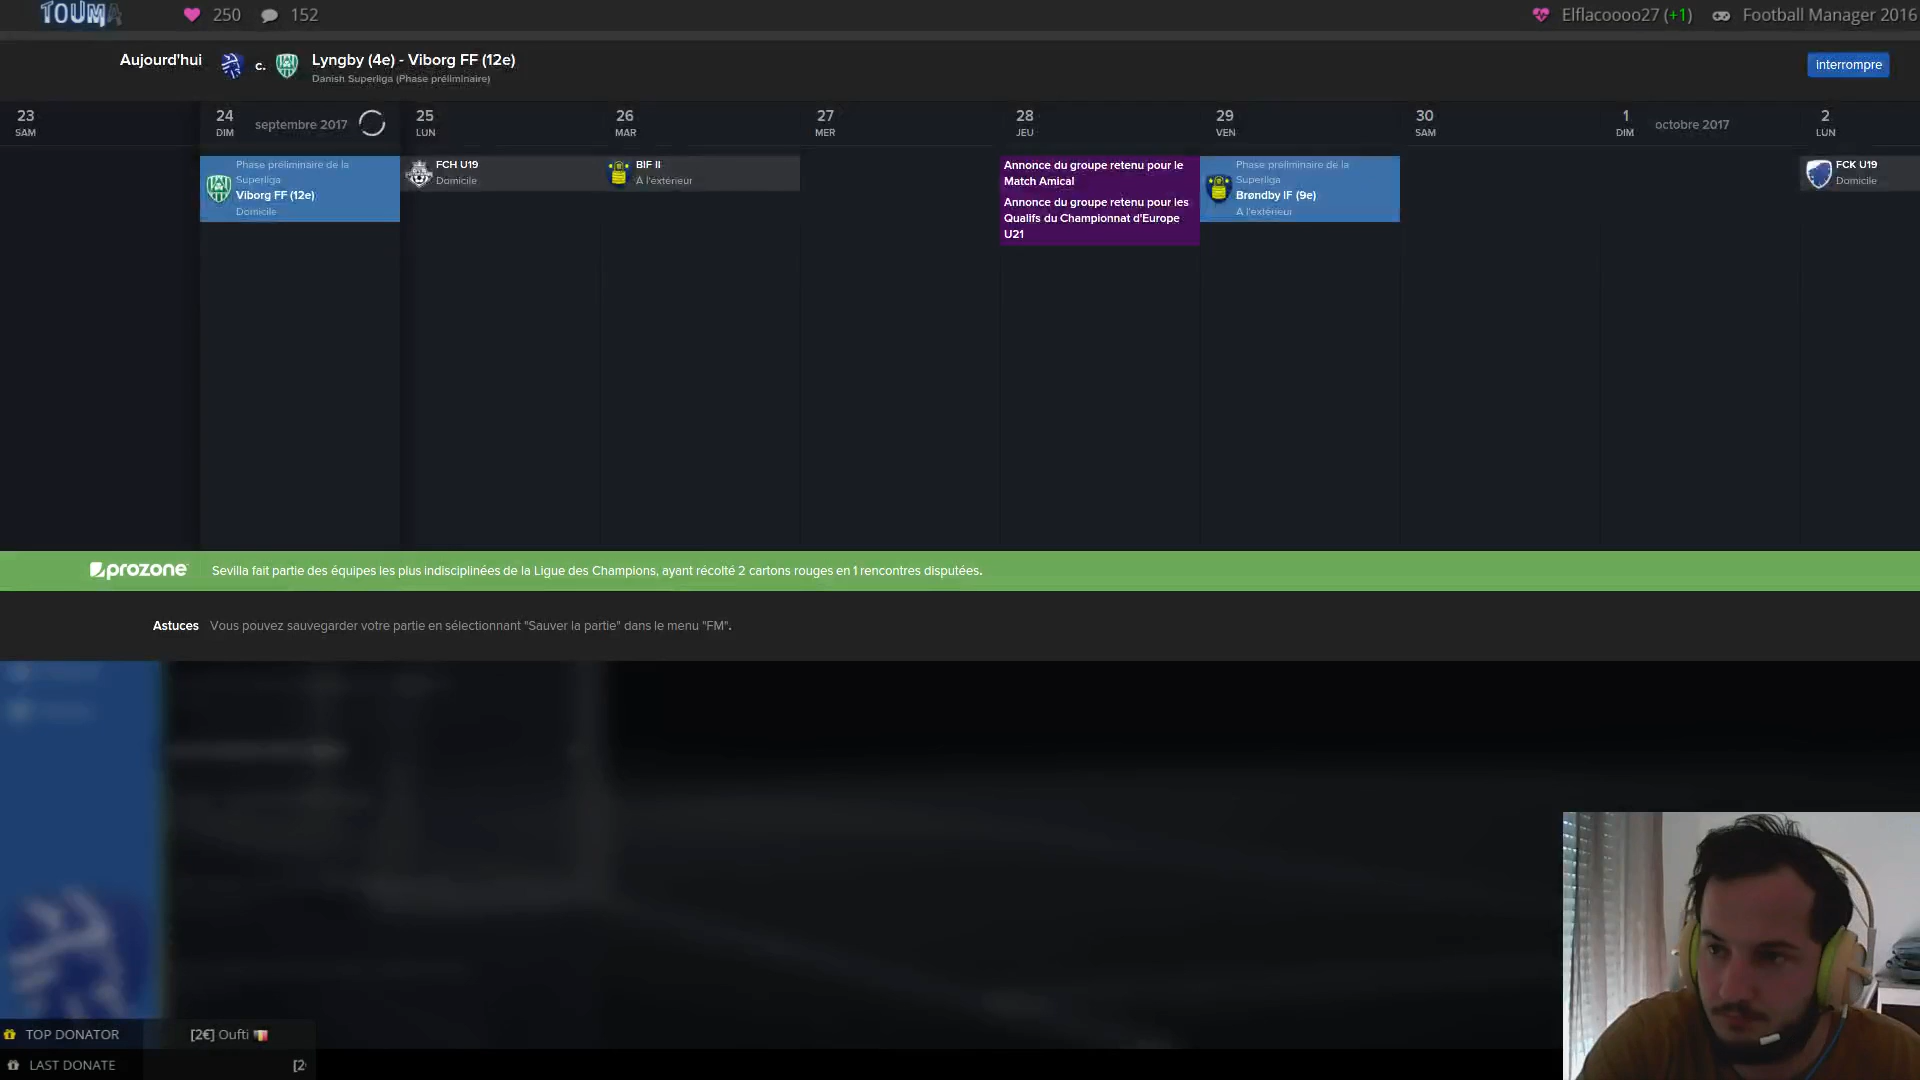 TOUMA
250
152
Elflacoooo27 (+1)
Football Manager 2016
Aujourd'hui
c.
Lyngby (4e) - Viborg FF (12e)
Danish Superliga (Phase préliminaire)
interrompre
23
SAM
24
DIM
septembre 2017
25
LUN
26
MAR
27
MER
28
JEU
29
VEN
30
SAM
1
DIM
octobre 2017
2
LUN
Phase préliminaire de la
Superliga
Viborg FF (12e)
Domicile
FCH U19
Domicile
BIF II
À l'extérieur
Annonce du groupe retenu pour le
Match Amical
Annonce du groupe retenu pour les
Qualifs du Championnat d'Europe
U21
Phase préliminaire de la
Superliga
Brøndby IF (9e)
À l'extérieur
FCK U19
Domicile
prozone
Sevilla fait partie des équipes les plus indisciplinées de la Ligue des Champions, ayant récolté 2 cartons rouges en 1 rencontres disputées.
Astuces
Vous pouvez sauvegarder votre partie en sélectionnant "Sauver la partie" dans le menu "FM".
TOP DONATOR
[2€] Oufti
LAST DONATE
[2